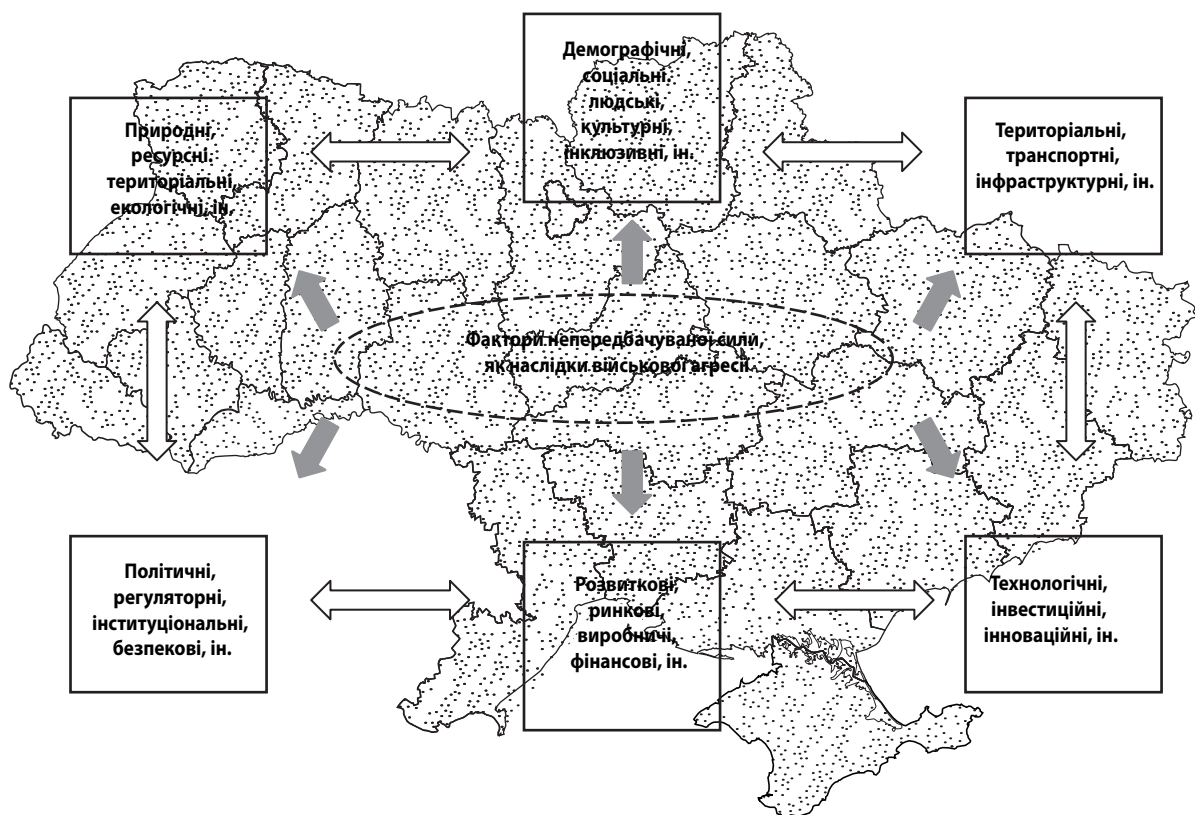 Демографічні,
соціальні.
людські,
культурні,
інклюзивні, ін.
Природні,
ресурсні.
територіальні,
екологічні, ін.
Територіальні,
транспортні,
інфраструктурні, ін.
Фактори непередбачуваної сили,
як наслідки військової агресії
Політичні,
регуляторні,
інституціональні,
безпекові, ін.
Розвиткові,
ринкові,
виробничі,
фінансові, ін.
Технологічні,
інвестиційні,
інноваційні, ін.